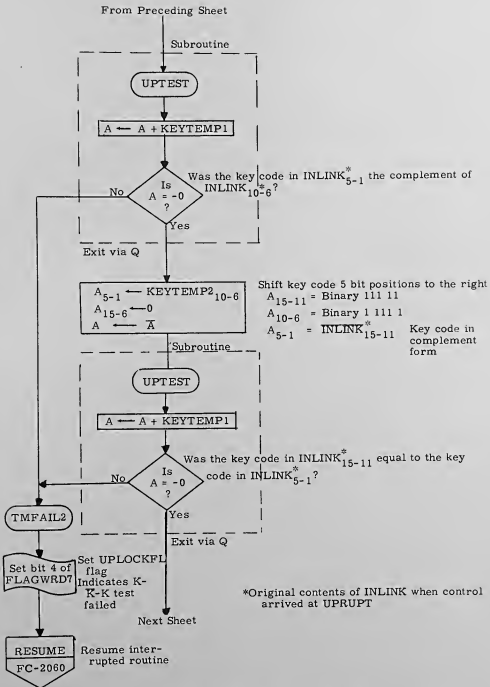 From Preceding Sheet
Subroutine
UPTEST
A ← A + KEYTEMP1
Was the key code in INLINK*5-1 the complement of
INLINK*10-6?
No
Is
A = -0
?
Yes
Exit via Q
A5-1 ← KEYTEMP2 10-6
A15-6 ← 0
A ← A̅
Shift key code 5 bit positions to the right
A15-11 = Binary 111 11
A10-6 = Binary 1 111 1
A5-1 = I̅N̅L̅I̅N̅K̅*15-11 Key code in
complement
form
Subroutine
UPTEST
A ← A + KEYTEMP1
Was the key code in INLINK*15-11 equal to the key
code in INLINK*5-1?
No
Is
A = -0
?
Yes
TMFAIL2
Exit via Q
Set bit 4 of
FLAGWRD7
Set UPLOCKFL
flag
Indicates K-
K̅-K test
failed
*Original contents of INLINK when control
arrived at UPRUPT
Next Sheet
RESUME
FC-2060
Resume inter-
rupted routine